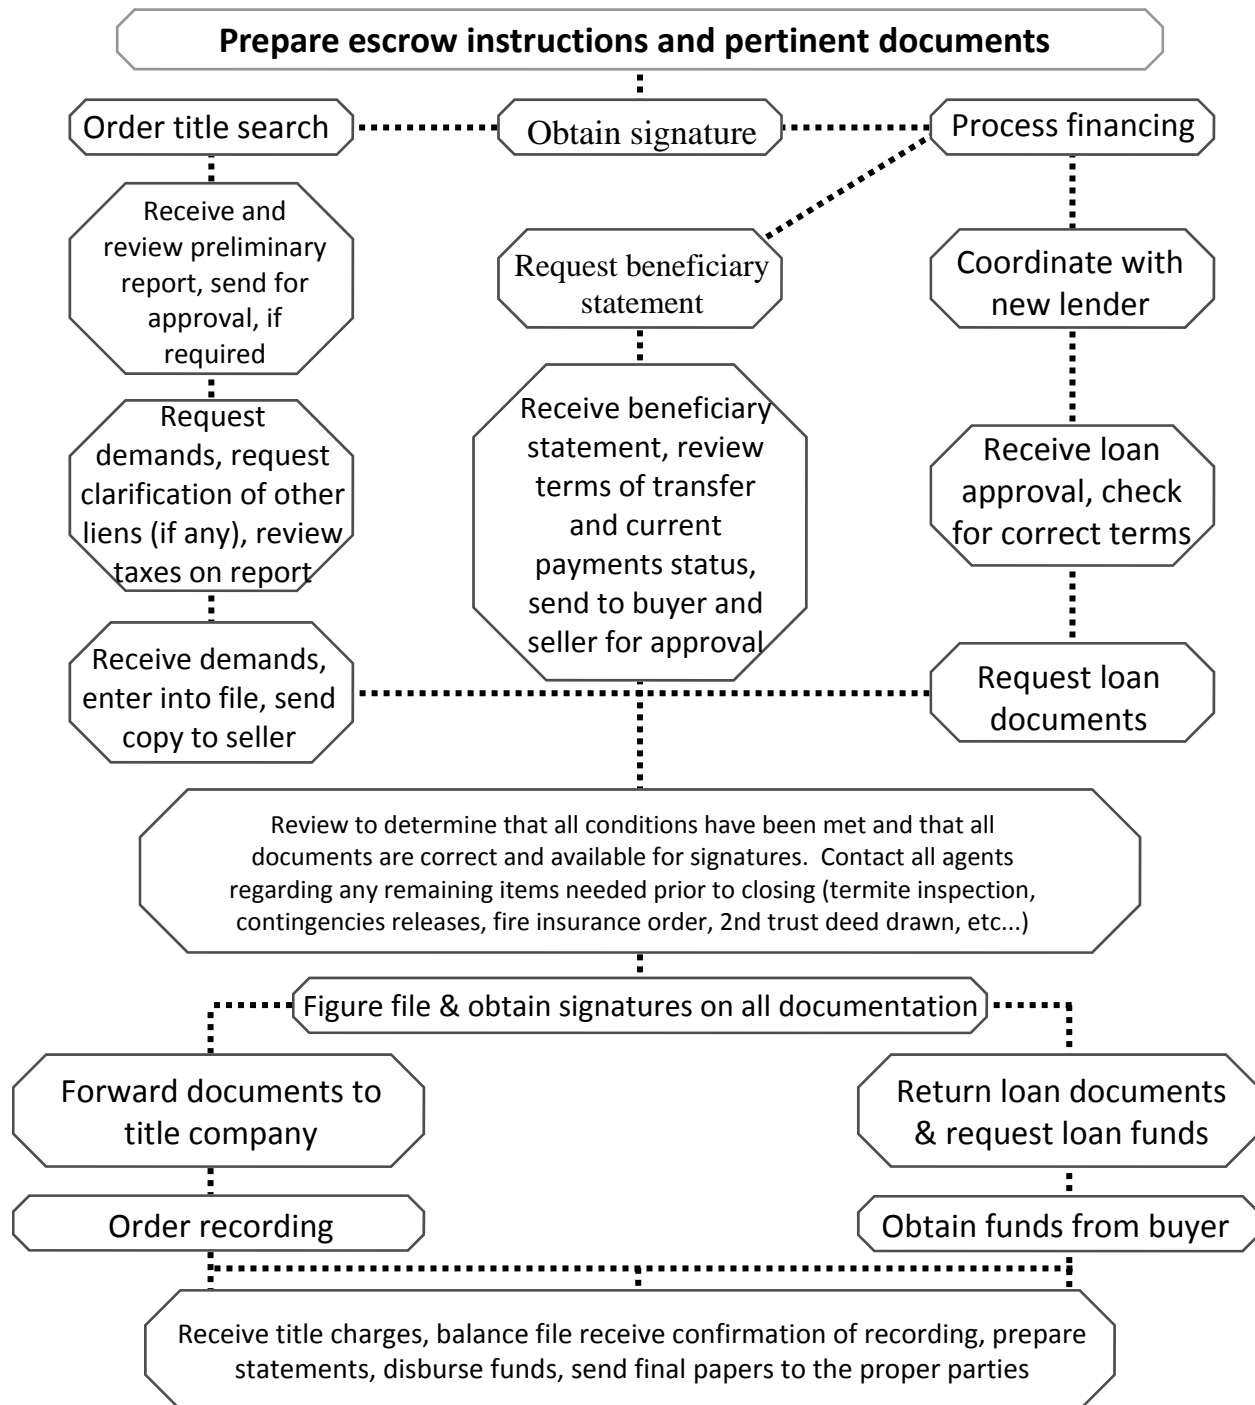 Prepare escrow instructions and pertinent documents
Order title search
Obtain signature
Process financing
Receive and
review preliminary
report, send for
approval, if
required
Request beneficiary
statement
Coordinate with
new lender
Request
demands, request
clarification of other
liens (if any), review
taxes on report
Receive beneficiary
statement, review
terms of transfer
and current
payments status,
send to buyer and
seller for approval
Receive loan
approval, check
for correct terms
Receive demands,
enter into file, send
copy to seller
Request loan
documents
Review to determine that all conditions have been met and that all
documents are correct and available for signatures. Contact all agents
regarding any remaining items needed prior to closing (termite inspection,
contingencies releases, fire insurance order, 2nd trust deed drawn, etc...)
Figure file & obtain signatures on all documentation
Forward documents to
title company
Return loan documents
& request loan funds
Order recording
Obtain funds from buyer
Receive title charges, balance file receive confirmation of recording, prepare
statements, disburse funds, send final papers to the proper parties